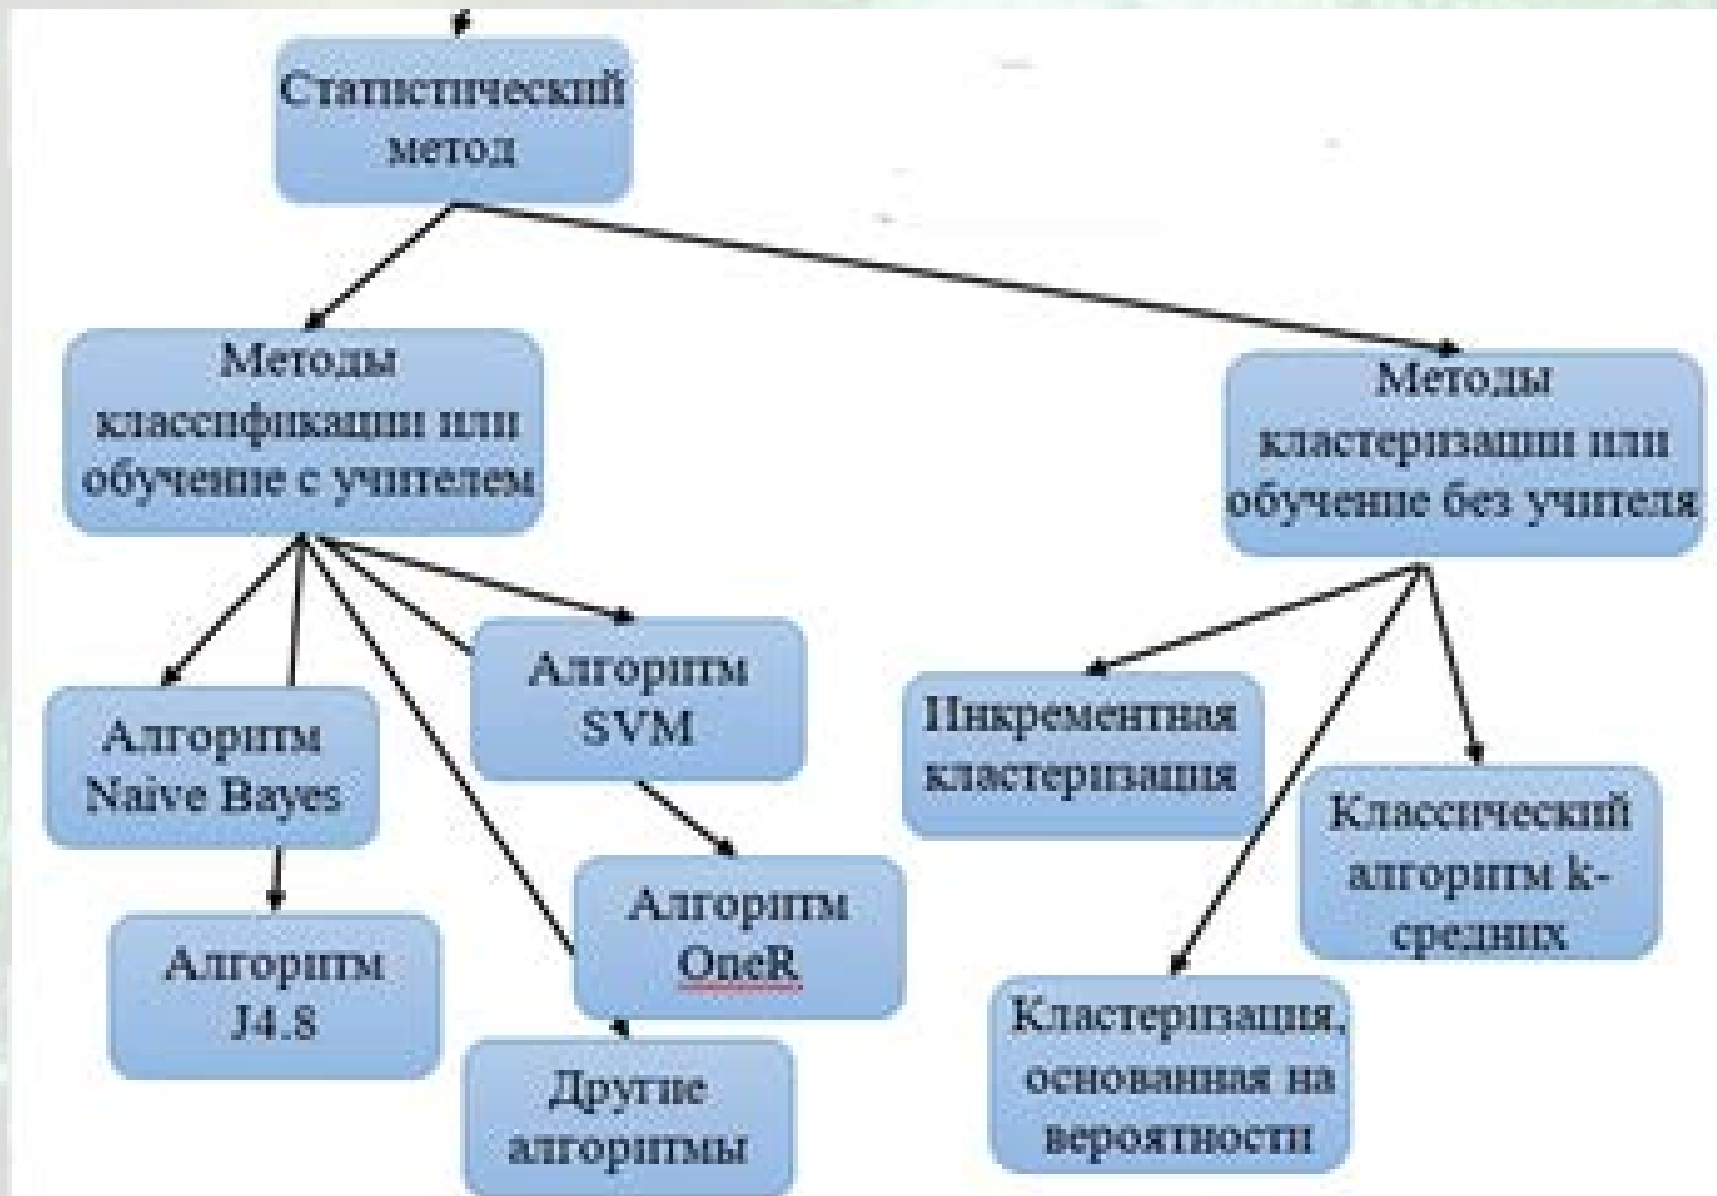 Статистический
метод
Методы
классификации или
обучение с учителем
Методы
кластеризации или
обучение без учителя
Алгоритм
Naive Bayes
Алгоритм
SVM
Алгоритм
J4.8
Алгоритм
OneR
Другие
алгоритмы
Инкрементная
кластеризация
Классический
алгоритм k-
средних
Кластеризация,
основанная на
вероятности